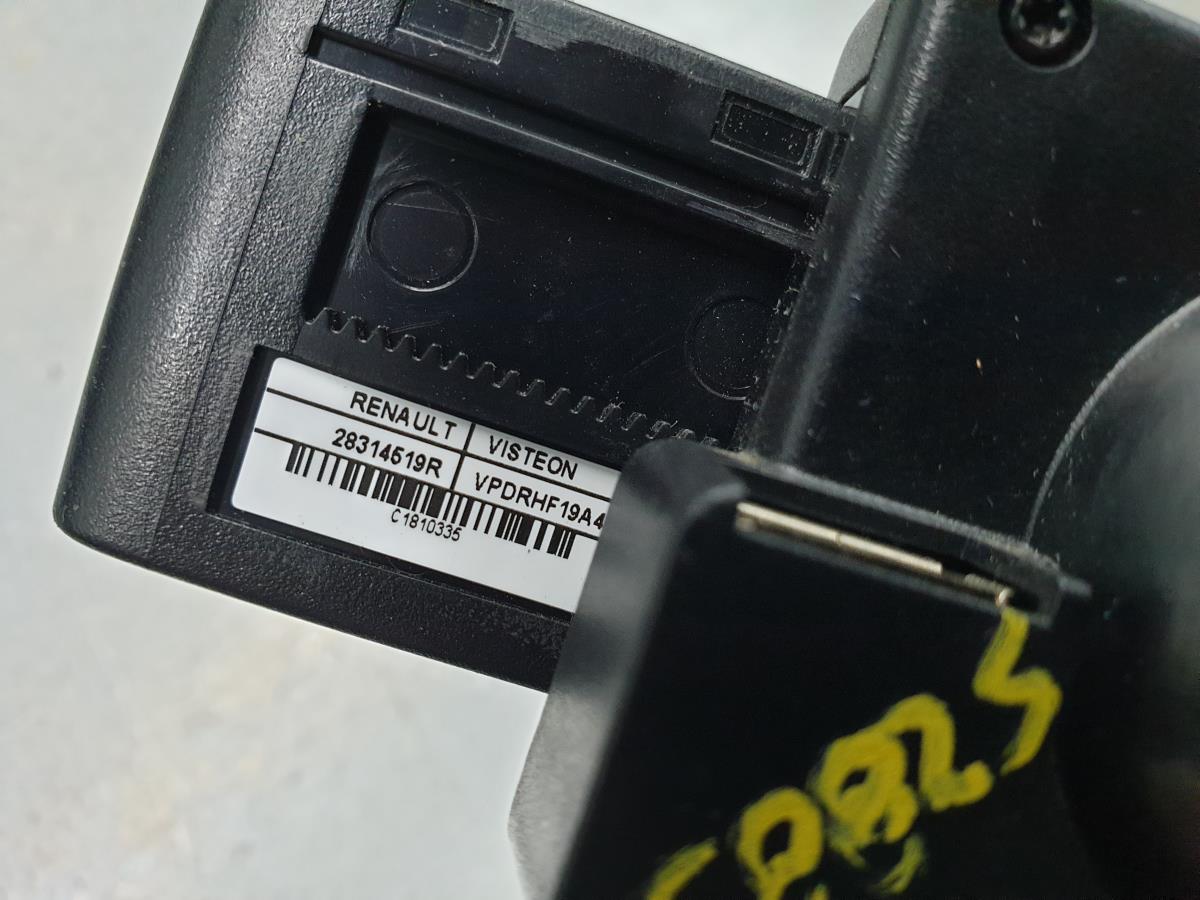 RENAULT VISTEON
28314519R VPDRHF19A4
C1810335